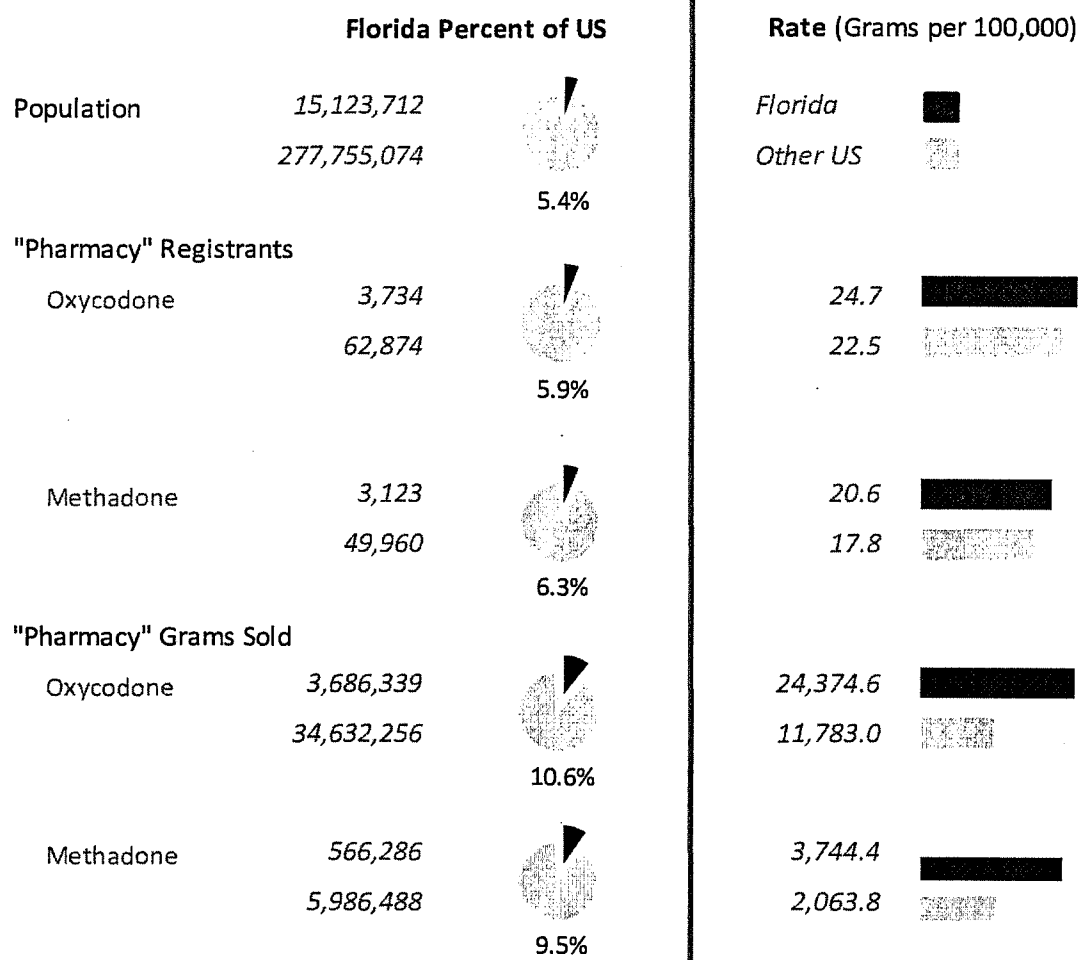 Florida Percent of US
Rate (Grams per 100,000)
Population 15,123,712
277,755,074
5.4%
Florida
Other US
"Pharmacy" Registrants
Oxycodone 3,734 24.7
62,874 22.5
5.9%
Methadone 3,123 20.6
49,960 17.8
6.3%
"Pharmacy" Grams Sold
Oxycodone 3,686,339 24,374.6
34,632,256 11,783.0
10.6%
Methadone 566,286 3,744.4
5,986,488 2,063.8
9.5%